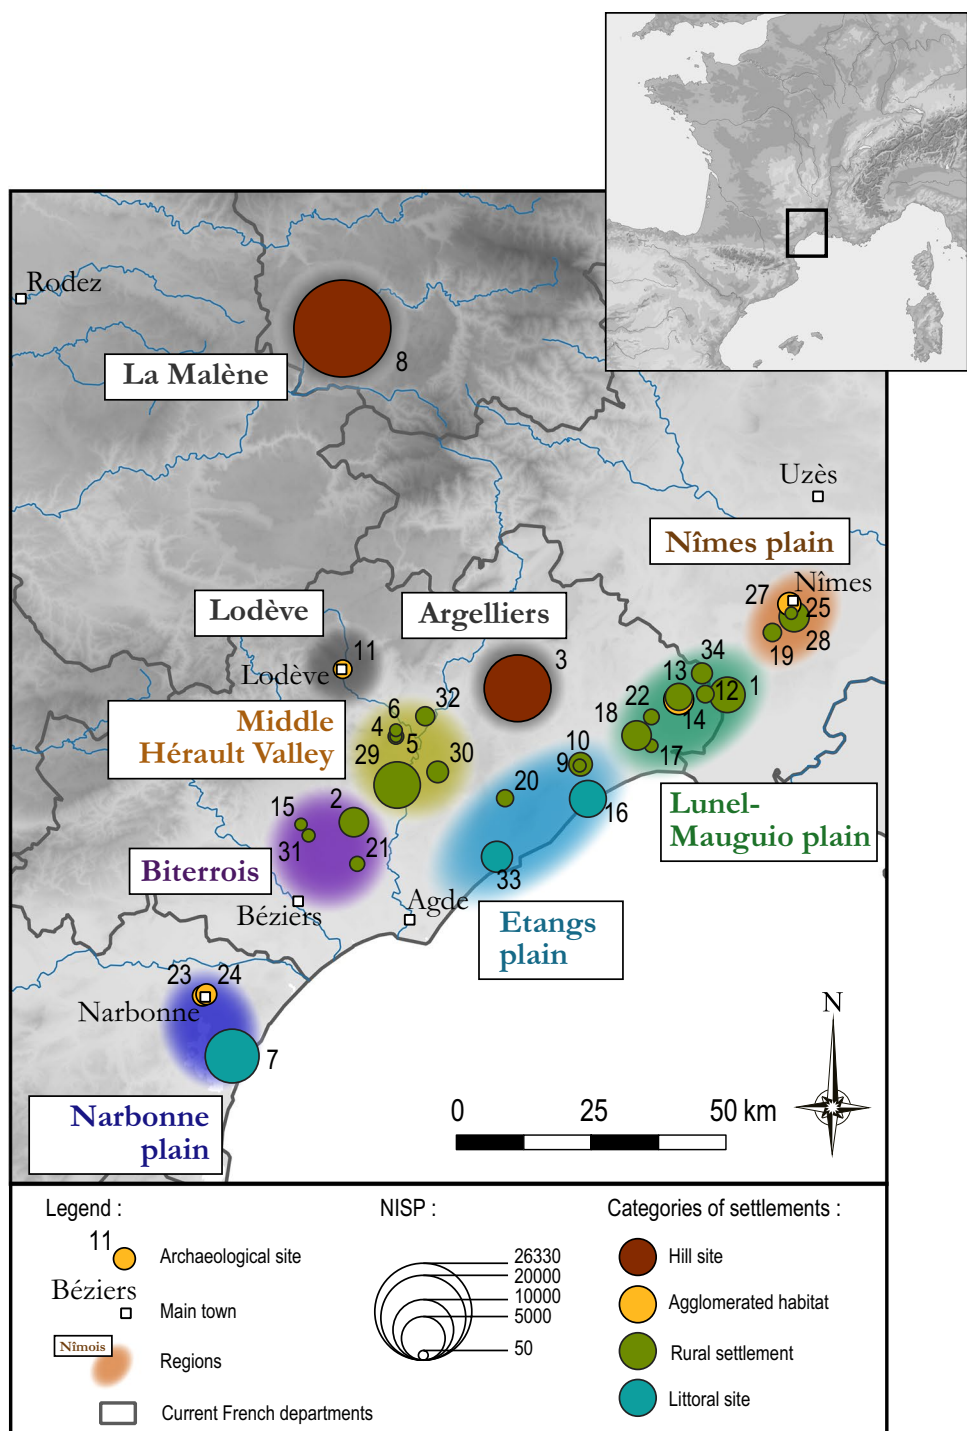 Rodez
La Malène
8
Uzès
Nîmes plain
Nîmes
27
25
28
19
Lodève
Argelliers
11
Lodève
3
34
13
1
12
14
22
18
17
Middle
Hérault Valley
6
4
5
32
29
30
10
9
20
16
33
Lunel-
Mauguio plain
15
2
31
21
Biterrois
Béziers
Agde
Etangs
plain
23
24
Narbonne
7
Narbonne
plain
N
0
25
50 km
Legend :
11
Archaeological site
Béziers
Main town
Nîmois
Regions
Current French departments
NISP :
26330
20000
10000
5000
50
Categories of settlements :
Hill site
Agglomerated habitat
Rural settlement
Littoral site